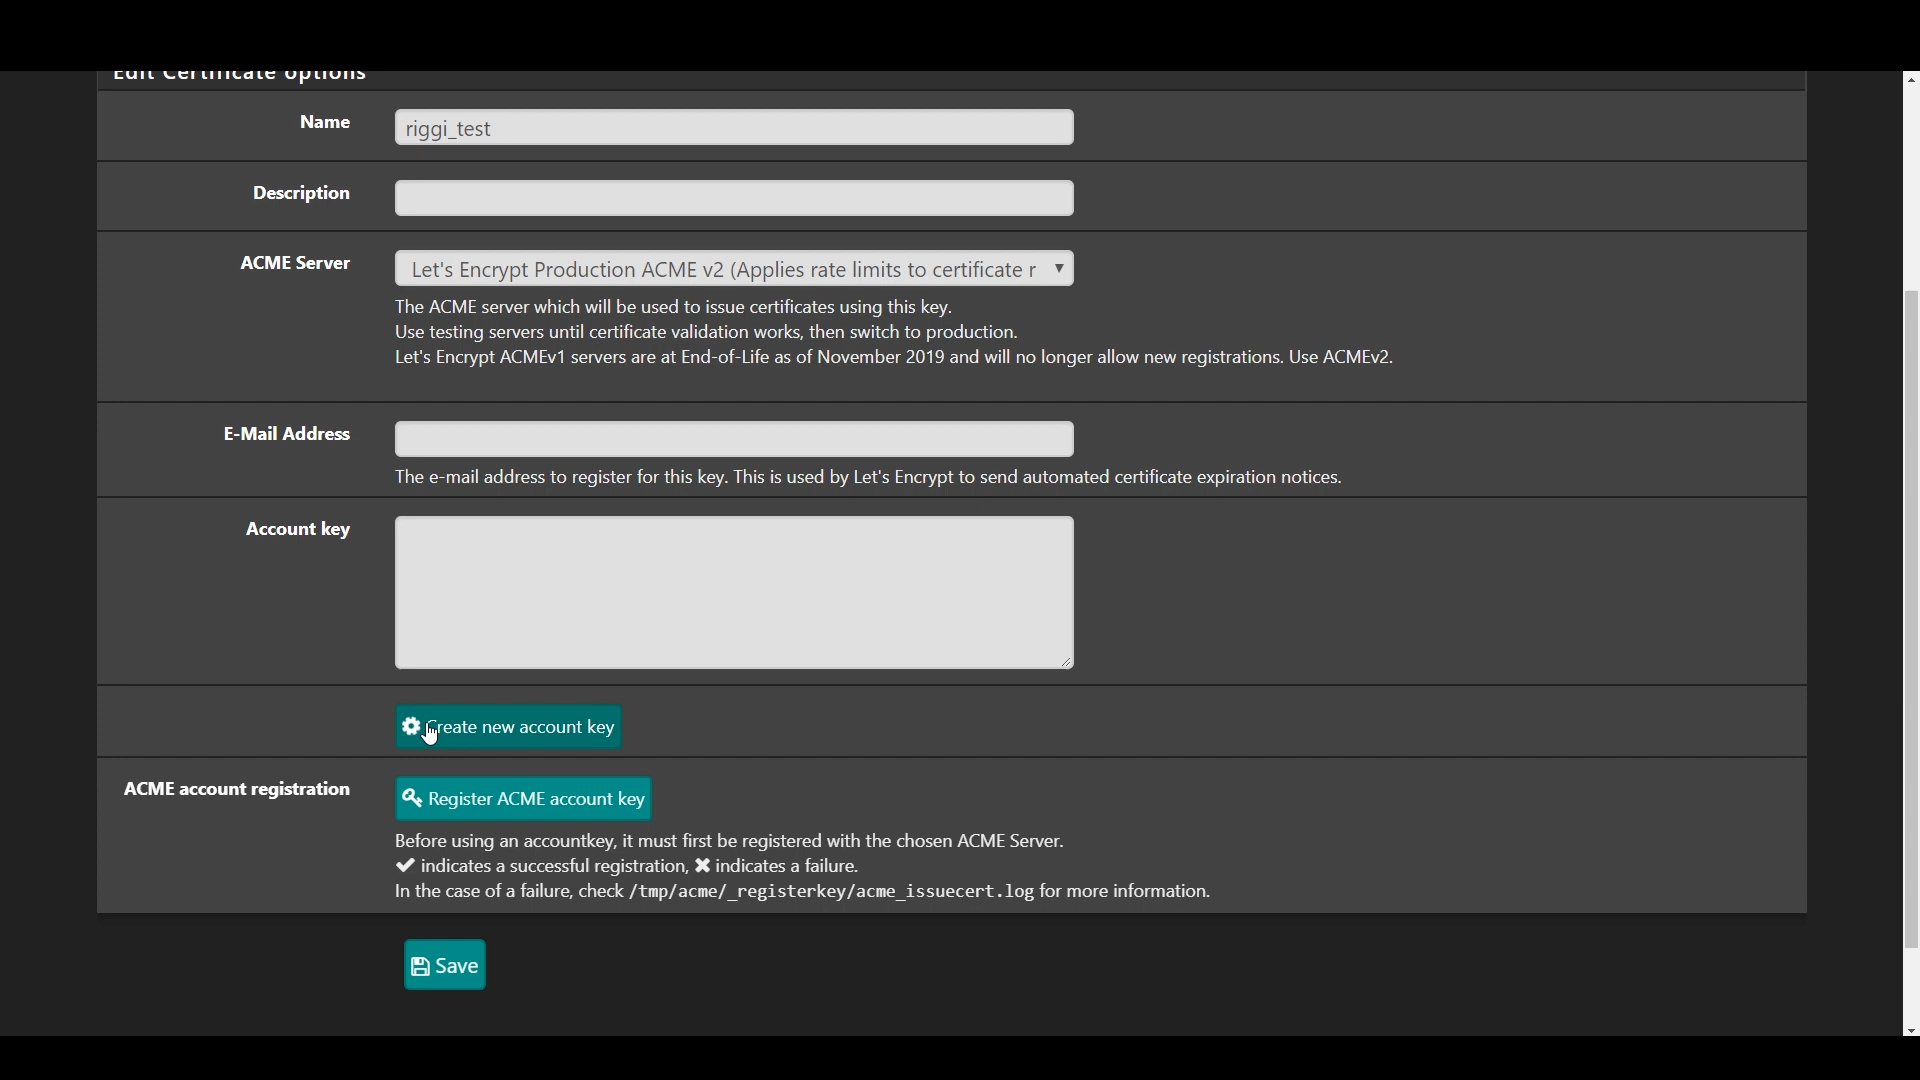 Edit Certificate options
Name
riggi_test
Description
ACME Server
Let's Encrypt Production ACME v2 (Applies rate limits to certificate r
The ACME server which will be used to issue certificates using this key.
Use testing servers until certificate validation works, then switch to production.
Let's Encrypt ACMEv1 servers are at End-of-Life as of November 2019 and will no longer allow new registrations. Use ACMEv2.
E-Mail Address
The e-mail address to register for this key. This is used by Let's Encrypt to send automated certificate expiration notices.
Account key
Create new account key
ACME account registration
Register ACME account key
Before using an accountkey, it must first be registered with the chosen ACME Server.
✔ indicates a successful registration, ✖ indicates a failure.
In the case of a failure, check /tmp/acme/_registerkey/acme_issuecert.log for more information.
Save